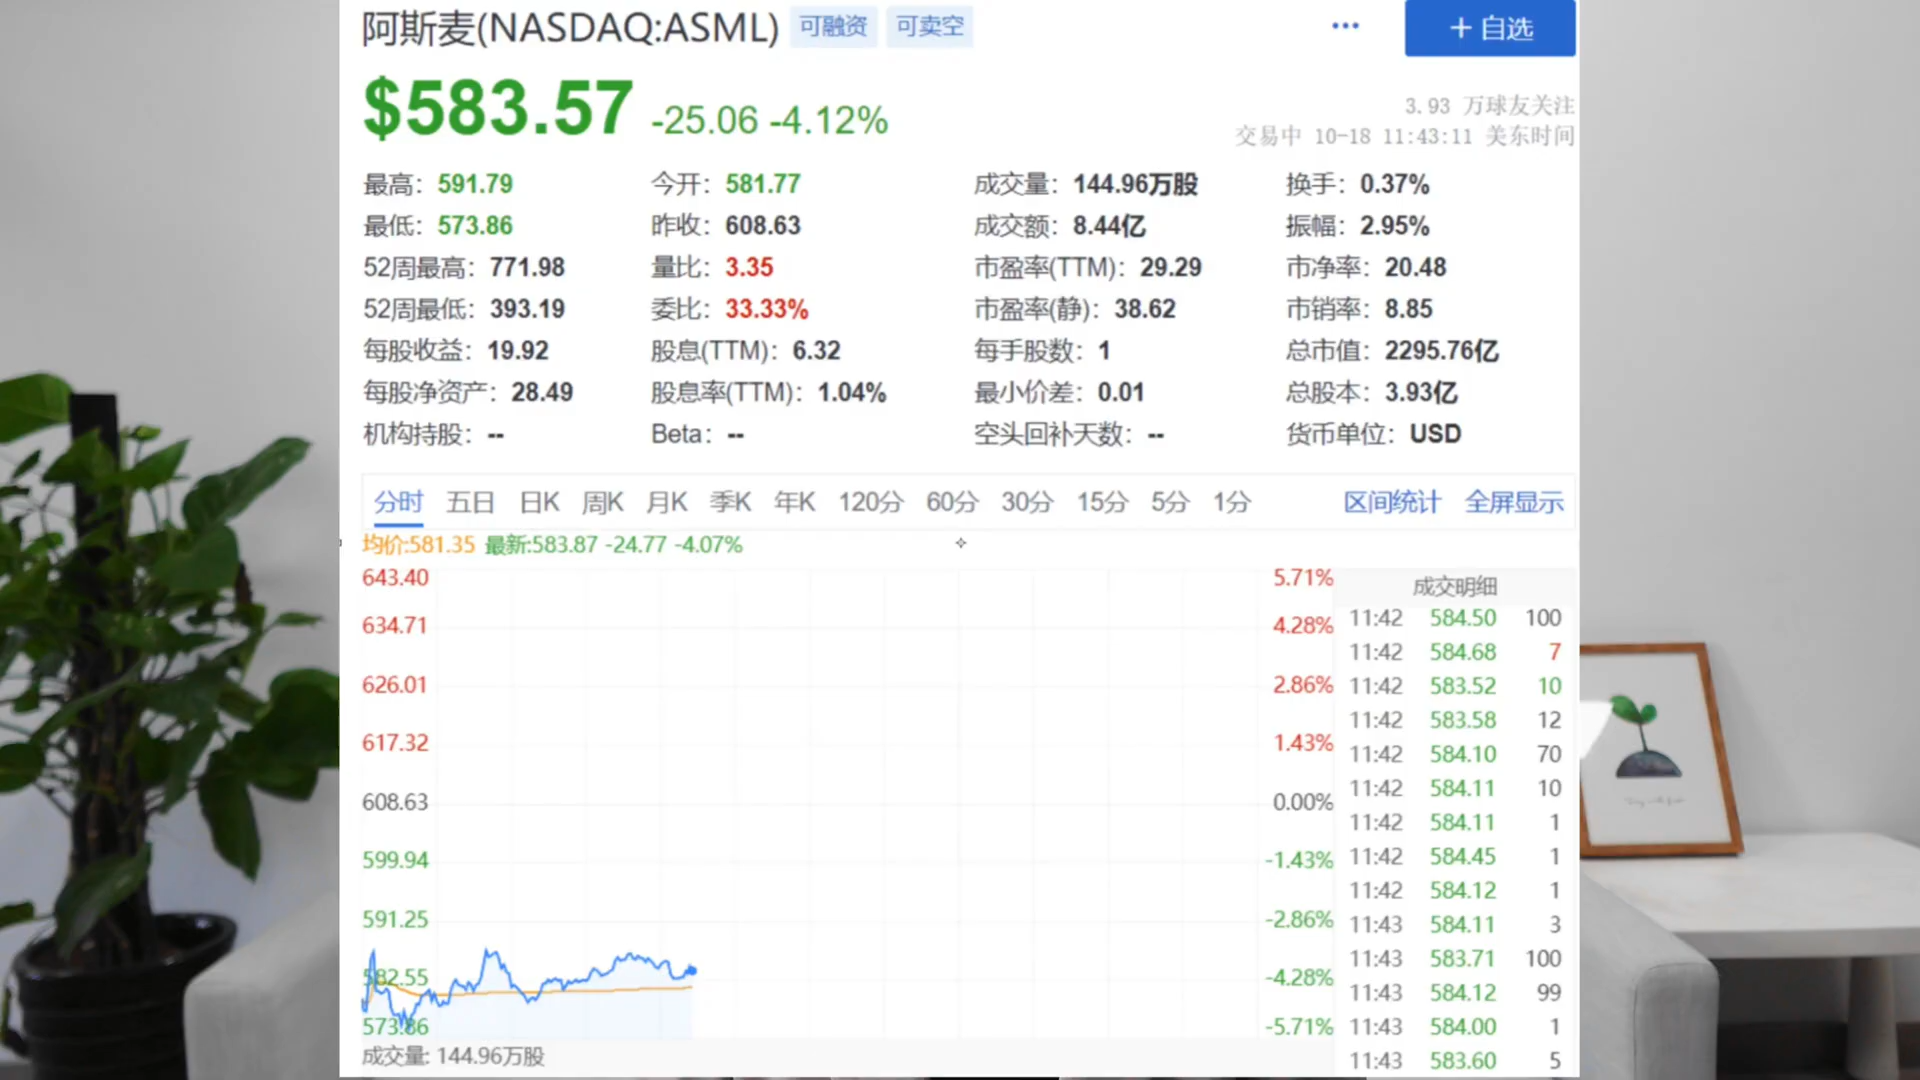 阿斯麦(NASDAQ:ASML) 可融资 可卖空 ••• ＋自选
$583.57 -25.06 -4.12%
3.93 万球友关注
交易中 10-18 11:43:11 美东时间
最高：591.79 今开：581.77 成交量：144.96万股 换手：0.37%
最低：573.86 昨收：608.63 成交额：8.44亿 振幅：2.95%
52周最高：771.98 量比：3.35 市盈率(TTM)：29.29 市净率：20.48
52周最低：393.19 委比：33.33% 市盈率(静)：38.62 市销率：8.85
每股收益：19.92 股息(TTM)：6.32 每手股数：1 总市值：2295.76亿
每股净资产：28.49 股息率(TTM)：1.04% 最小价差：0.01 总股本：3.93亿
机构持股：-- Beta：-- 空头回补天数：-- 货币单位：USD
分时 五日 日K 周K 月K 季K 年K 120分 60分 30分 15分 5分 1分 区间统计 全屏显示
均价:581.35 最新:583.87 -24.77 -4.07%
643.40 5.71%
634.71 4.28%
626.01 2.86%
617.32 1.43%
608.63 0.00%
599.94 -1.43%
591.25 -2.86%
582.55 -4.28%
573.86 -5.71%
成交量: 144.96万股
成交明细
11:42 584.50 100
11:42 584.68 7
11:42 583.52 10
11:42 583.58 12
11:42 584.10 70
11:42 584.11 10
11:42 584.11 1
11:42 584.45 1
11:42 584.12 1
11:43 584.11 3
11:43 583.71 100
11:43 584.12 99
11:43 584.00 1
11:43 583.60 5